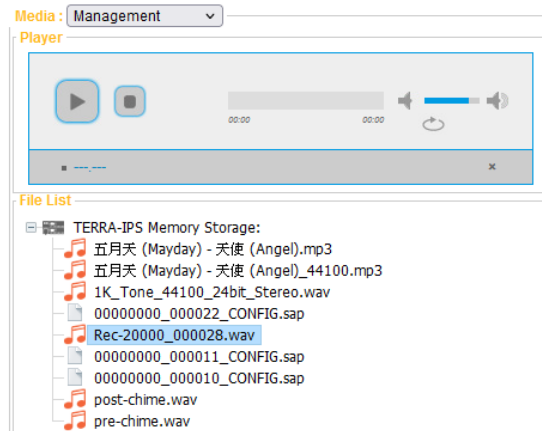 Media : Management
Player
00:00 00:00
---.---
×
File List
TERRA-IPS Memory Storage:
五月天 (Mayday) - 天使 (Angel).mp3
五月天 (Mayday) - 天使 (Angel)_44100.mp3
1K_Tone_44100_24bit_Stereo.wav
00000000_000022_CONFIG.sap
Rec-20000_000028.wav
00000000_000011_CONFIG.sap
00000000_000010_CONFIG.sap
post-chime.wav
pre-chime.wav